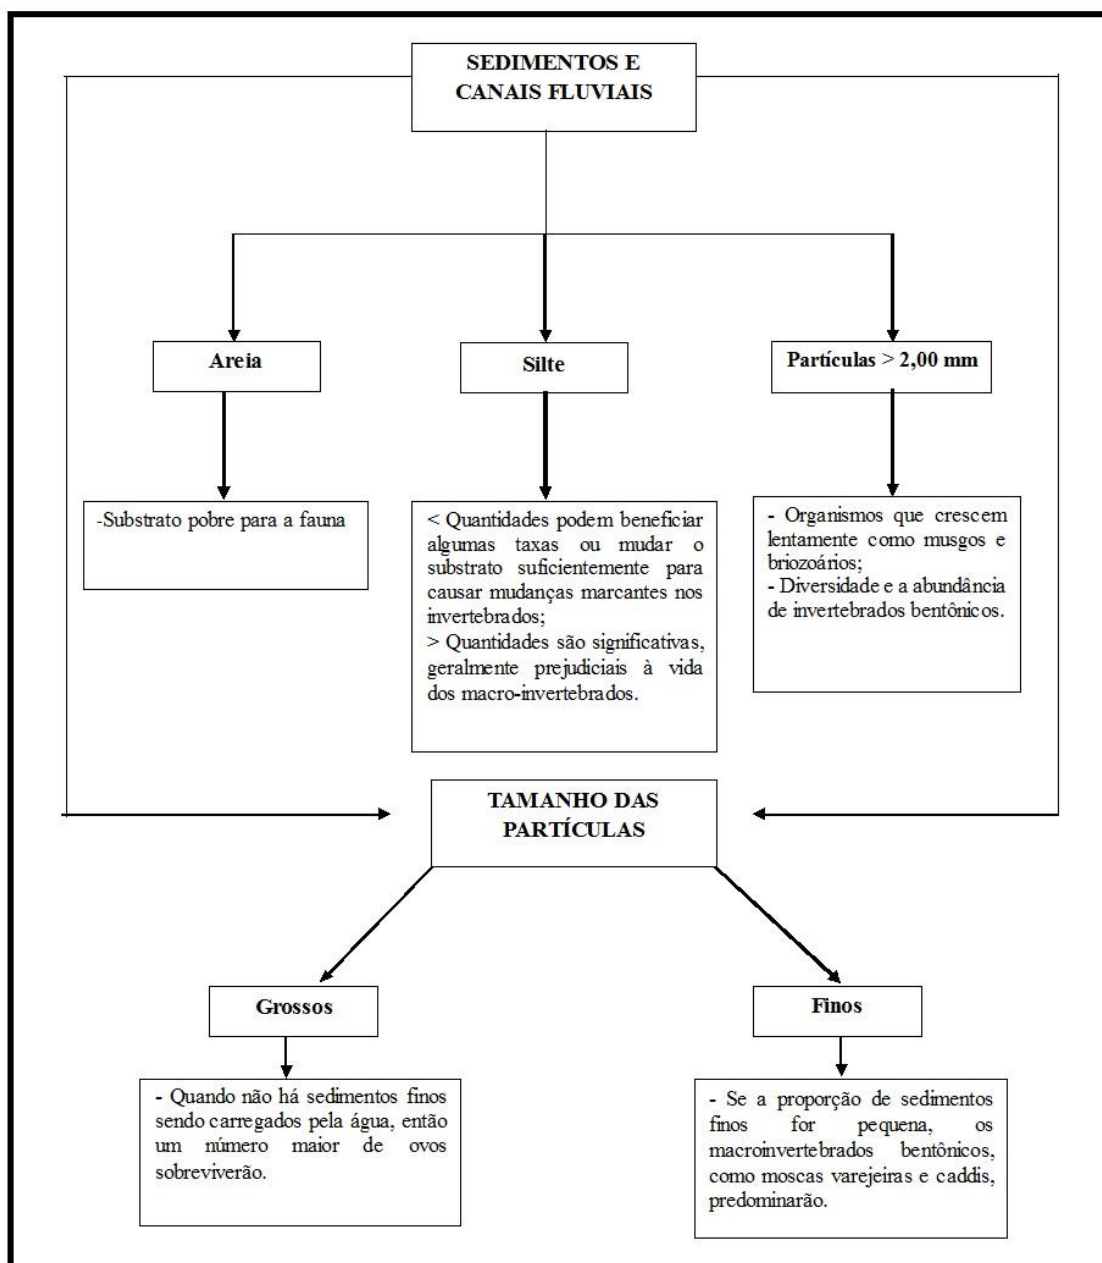 SEDIMENTOS E
CANAIS FLUVIAIS
Areia
Silte
Partículas > 2,00 mm
-Substrato pobre para a fauna
< Quantidades podem beneficiar
algumas taxas ou mudar o
substrato suficientemente para
causar mudanças marcantes nos
invertebrados;
> Quantidades são significativas,
geralmente prejudiciais à vida
dos macro-invertebrados.
- Organismos que crescem
lentamente como musgos e
briozoários;
- Diversidade e a abundância
de invertebrados bentônicos.
TAMANHO DAS
PARTÍCULAS
Grossos
Finos
- Quando não há sedimentos finos
sendo carregados pela água, então
um número maior de ovos
sobreviverão.
- Se a proporção de sedimentos
finos for pequena, os
macroinvertebrados bentônicos,
como moscas varejeiras e caddis,
predominarão.